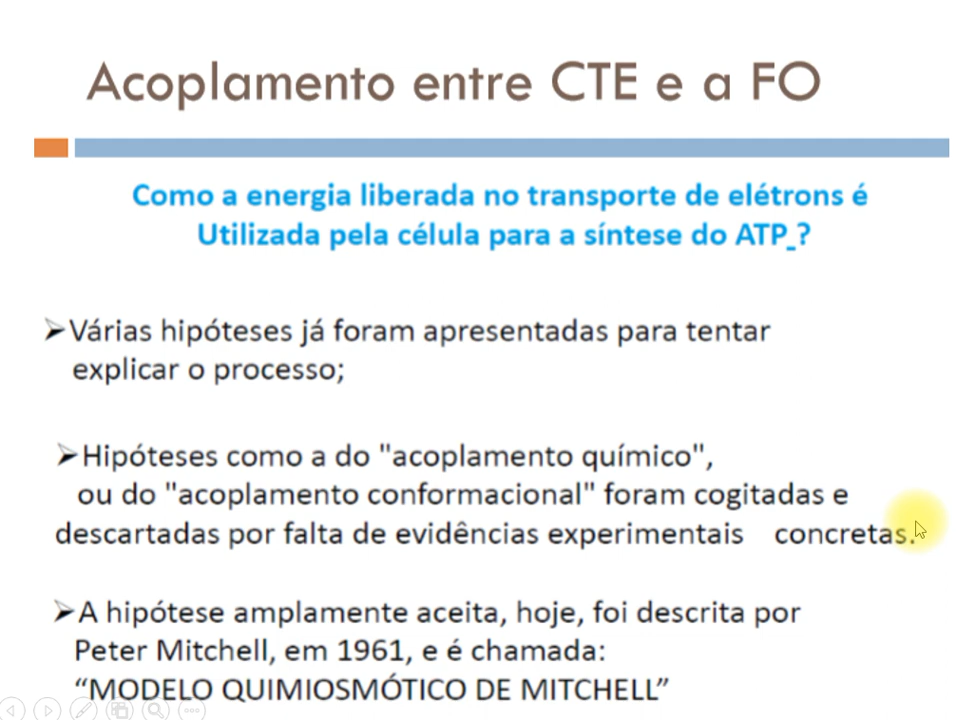 Acoplamento entre CTE e a FO
Como a energia liberada no transporte de elétrons é
Utilizada pela célula para a síntese do ATP ?
➢Várias hipóteses já foram apresentadas para tentar
explicar o processo;
➢Hipóteses como a do "acoplamento químico",
ou do "acoplamento conformacional" foram cogitadas e
descartadas por falta de evidências experimentais concretas.
➢A hipótese amplamente aceita, hoje, foi descrita por
Peter Mitchell, em 1961, e é chamada:
“MODELO QUIMIOSMÓTICO DE MITCHELL”